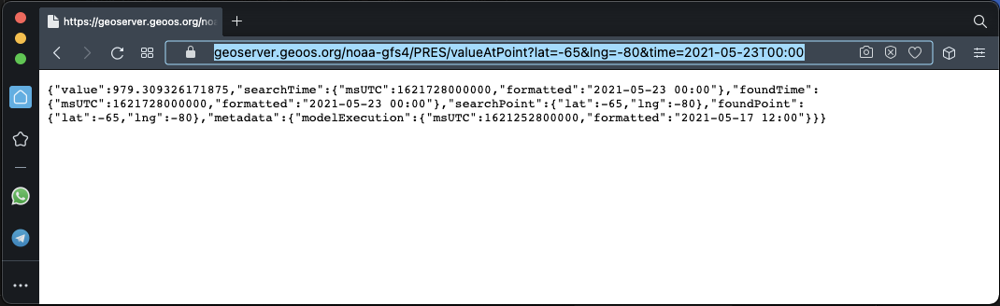 https://geoserver.geoos.org/noa
geoserver.geoos.org/noaa-gfs4/PRES/valueAtPoint?lat=-65&lng=-80&time=2021-05-23T00:00
{"value":979.309326171875,"searchTime":{"msUTC":1621728000000,"formatted":"2021-05-23 00:00"},"foundTime":
{"msUTC":1621728000000,"formatted":"2021-05-23 00:00"},"searchPoint":{"lat":-65,"lng":-80},"foundPoint":
{"lat":-65,"lng":-80},"metadata":{"modelExecution":{"msUTC":1621252800000,"formatted":"2021-05-17 12:00"}}}